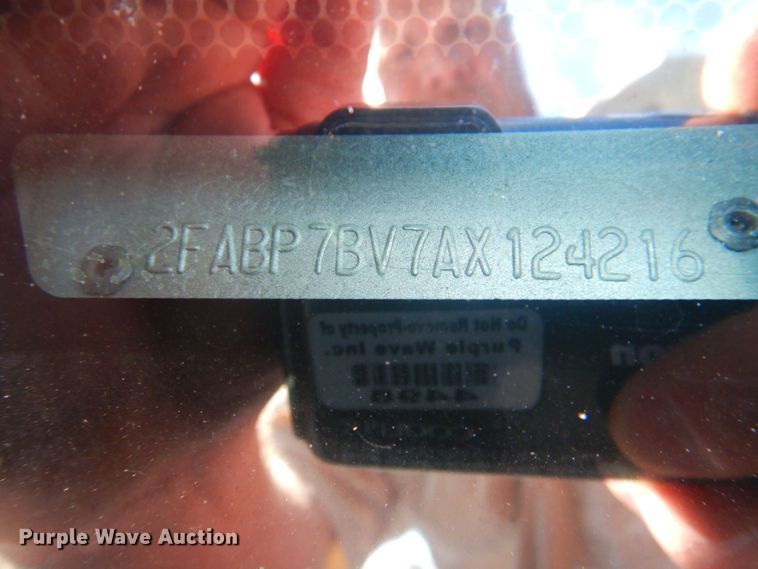 2FABP7BV7AX124216
Do Not Remove-Property of
Purple Wave Inc.
Purple Wave Auction